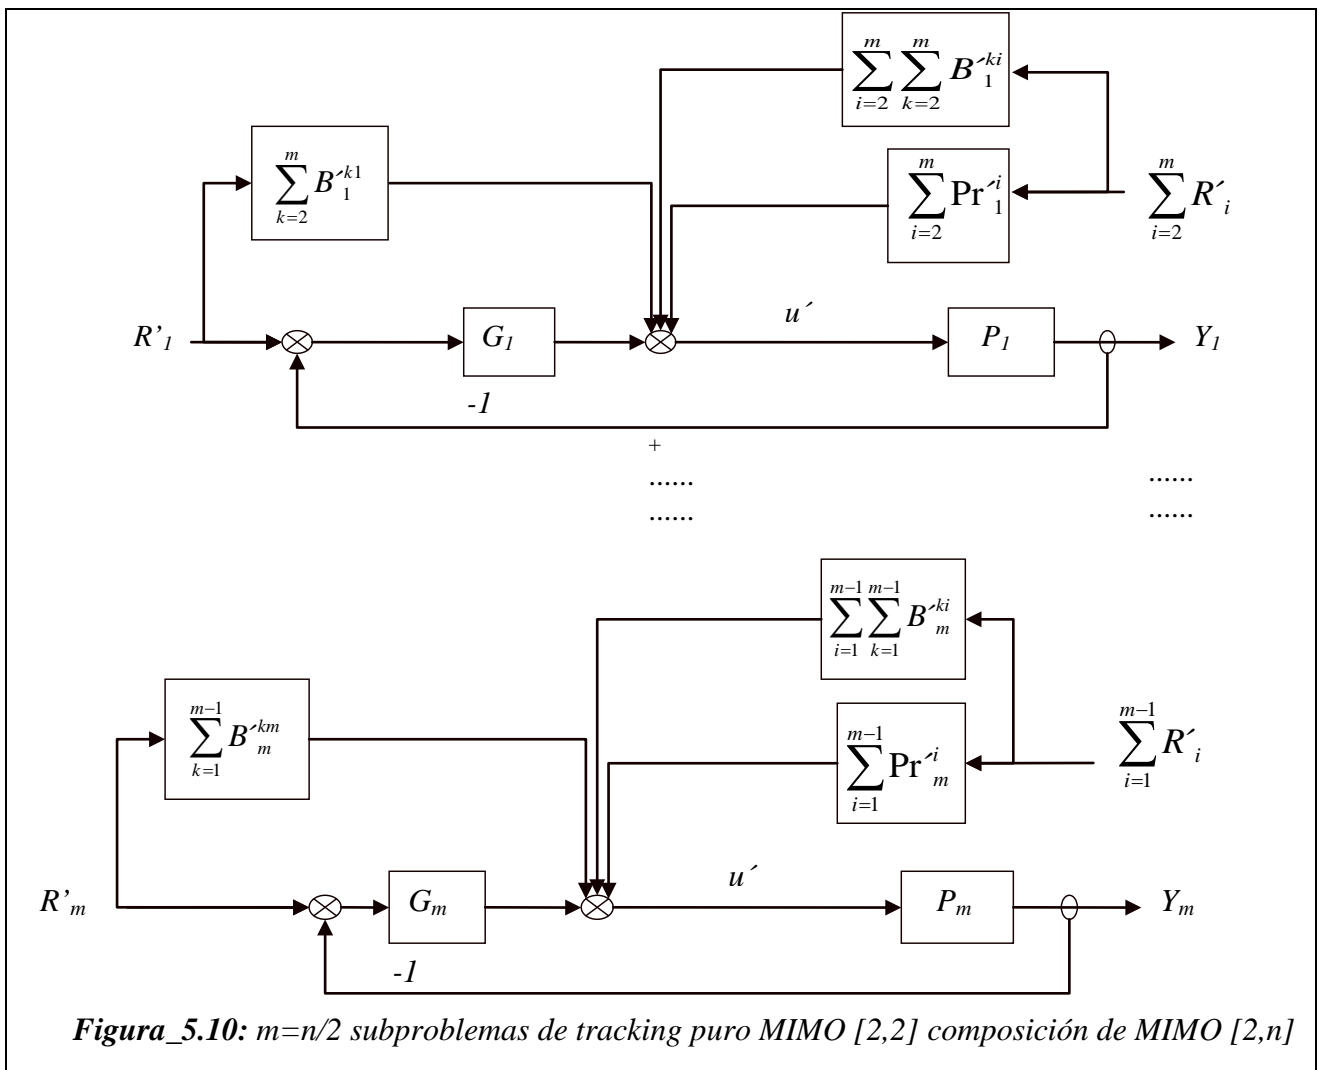 ∑_{i=2}^{m} ∑_{k=2}^{m} B´_1^{ki}
∑_{k=2}^{m} B´_1^{k1}
∑_{i=2}^{m} Pr´_1^{i}
∑_{i=2}^{m} R´_i
u´
R’_1
G_1
P_1
Y_1
-1
+
......
......
......
......
∑_{i=1}^{m-1} ∑_{k=1}^{m-1} B´_m^{ki}
∑_{k=1}^{m-1} B´_m^{km}
∑_{i=1}^{m-1} Pr´_m^{i}
∑_{i=1}^{m-1} R´_i
u´
R’_m
G_m
P_m
Y_m
-1
Figura_5.10: m=n/2 subproblemas de tracking puro MIMO [2,2] composición de MIMO [2,n]